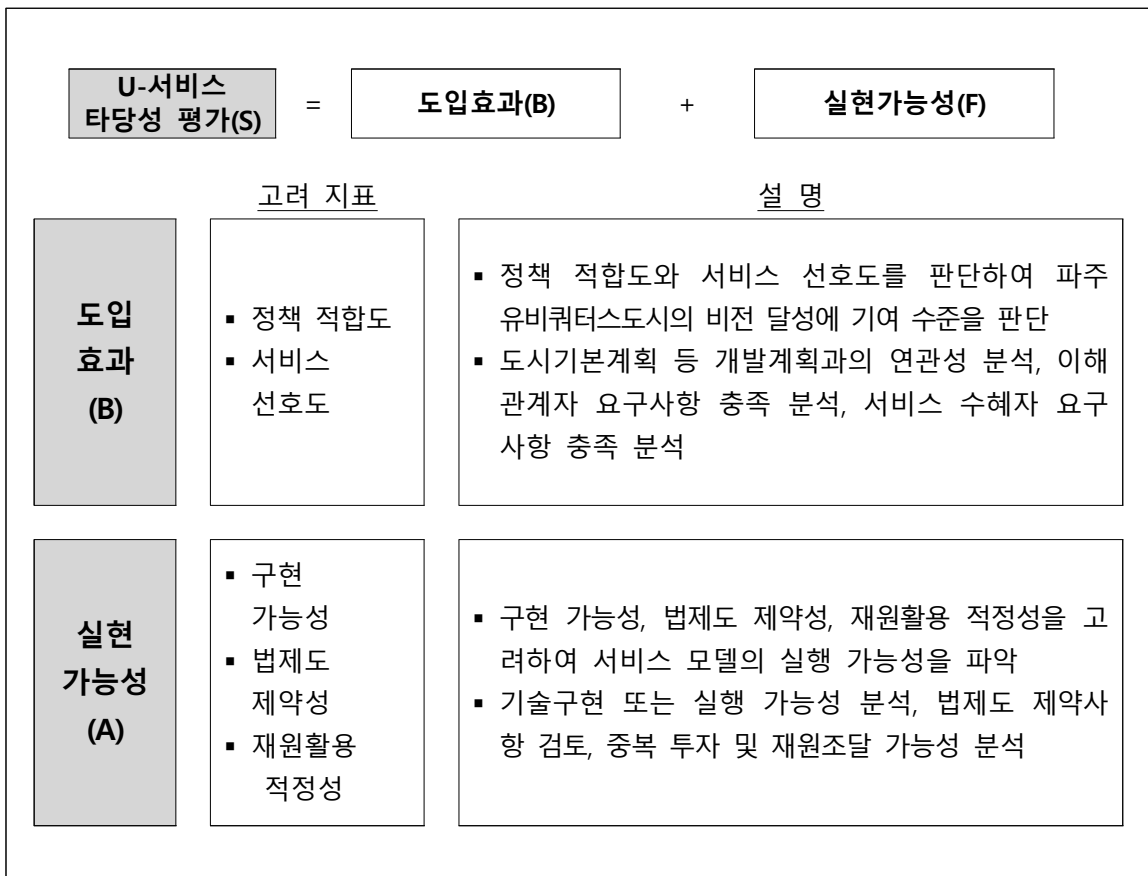 U-서비스
타당성 평가(S)
=
도입효과(B)
+
실현가능성(F)
고려 지표
설 명
도입
효과
(B)
▪ 정책 적합도
▪ 서비스
선호도
▪ 정책 적합도와 서비스 선호도를 판단하여 파주
유비쿼터스도시의 비전 달성에 기여 수준을 판단
▪ 도시기본계획 등 개발계획과의 연관성 분석, 이해
관계자 요구사항 충족 분석, 서비스 수혜자 요구
사항 충족 분석
실현
가능성
(A)
▪ 구현
가능성
▪ 법제도
제약성
▪ 재원활용
적정성
▪ 구현 가능성, 법제도 제약성, 재원활용 적정성을 고
려하여 서비스 모델의 실행 가능성을 파악
▪ 기술구현 또는 실행 가능성 분석, 법제도 제약사
항 검토, 중복 투자 및 재원조달 가능성 분석